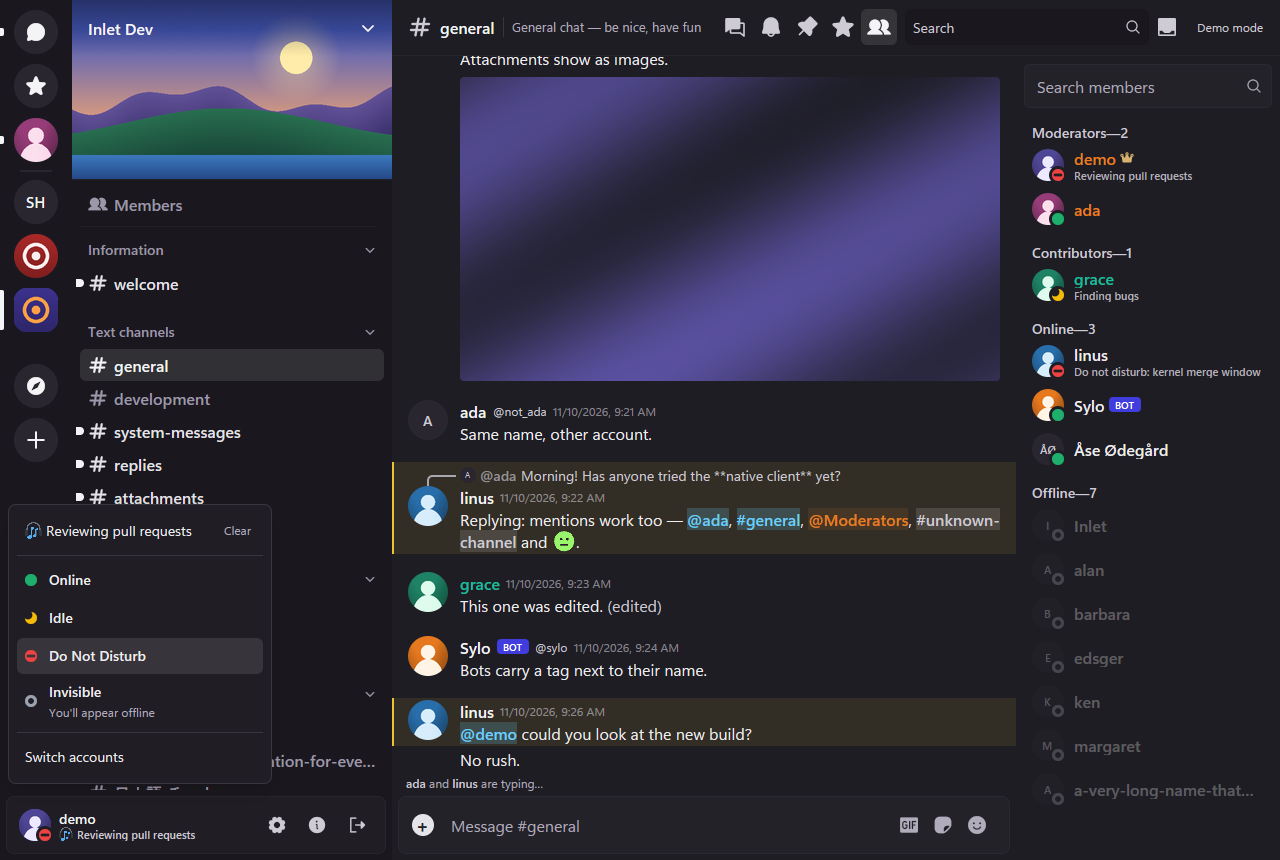 Inlet Dev
SH
Members
Information
welcome
Text channels
general
development
system-messages
replies
attachments
Reviewing pull requests
Clear
Online
Idle
Do Not Disturb
Invisible
You'll appear offline
ation-for-eve...
Switch accounts
demo
Reviewing pull requests
# general
General chat — be nice, have fun
Search
Demo mode
Attachments show as images.
A
ada @not_ada 11/10/2026, 9:21 AM
Same name, other account.
A @ada Morning! Has anyone tried the **native client** yet?
linus 11/10/2026, 9:22 AM
Replying: mentions work too — @ada, #general, @Moderators, #unknown-
channel and .
grace 11/10/2026, 9:23 AM
This one was edited. (edited)
Sylo BOT @sylo 11/10/2026, 9:24 AM
Bots carry a tag next to their name.
linus 11/10/2026, 9:26 AM
@demo could you look at the new build?
No rush.
ada and linus are typing...
Message #general
GIF
Search members
Moderators—2
demo
Reviewing pull requests
ada
Contributors—1
grace
Finding bugs
Online—3
linus
Do not disturb: kernel merge window
Sylo BOT
ÅØ
Åse Ødegård
Offline—7
I
Inlet
A
alan
B
barbara
E
edsger
K
ken
M
margaret
A
a-very-long-name-that...